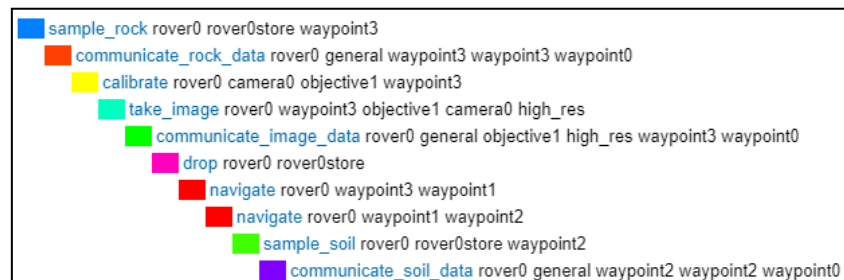 sample_rock rover0 rover0store waypoint3
communicate_rock_data rover0 general waypoint3 waypoint3 waypoint0
calibrate rover0 camera0 objective1 waypoint3
take_image rover0 waypoint3 objective1 camera0 high_res
communicate_image_data rover0 general objective1 high_res waypoint3 waypoint0
drop rover0 rover0store
navigate rover0 waypoint3 waypoint1
navigate rover0 waypoint1 waypoint2
sample_soil rover0 rover0store waypoint2
communicate_soil_data rover0 general waypoint2 waypoint2 waypoint0